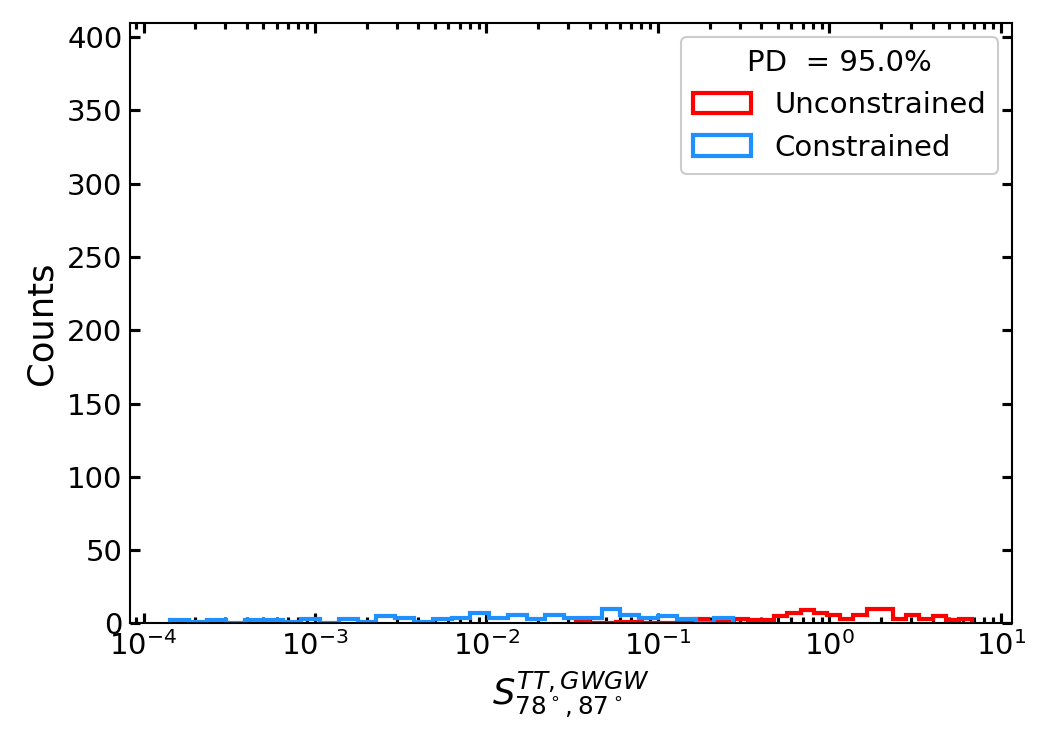 400
350
300
250
200
150
100
50
0
Counts
PD = 95.0%
Unconstrained
Constrained
10⁻⁴ 10⁻³ 10⁻² 10⁻¹ 10⁰ 10¹
S^{TT,GWGW}_{78°,87°}